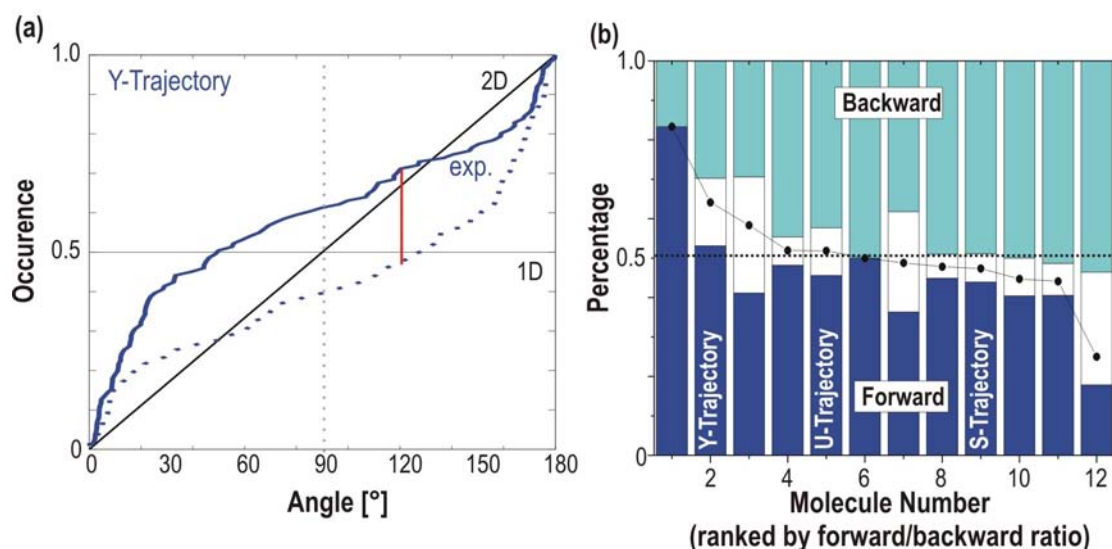 (a)
Y-Trajectory
2D
exp.
1D
1.0
0.5
0
Occurence
0
30
60
90
120
150
180
Angle [°]
(b)
Percentage
1.0
0.5
0
Backward
Forward
Y-Trajectory
U-Trajectory
S-Trajectory
2
4
6
8
10
12
Molecule Number
(ranked by forward/backward ratio)